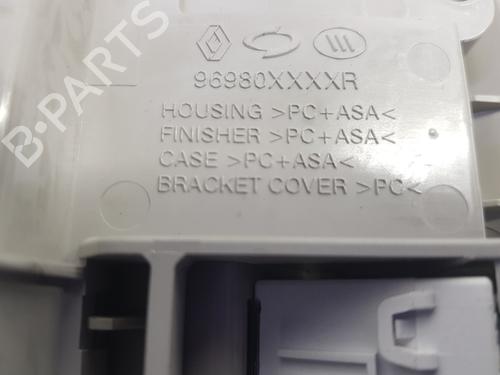 B-PARTS
96980XXXXR
HOUSING >PC+ASA<
FINISHER >PC+ASA<
CASE >PC+ASA<
BRACKET COVER >PC<